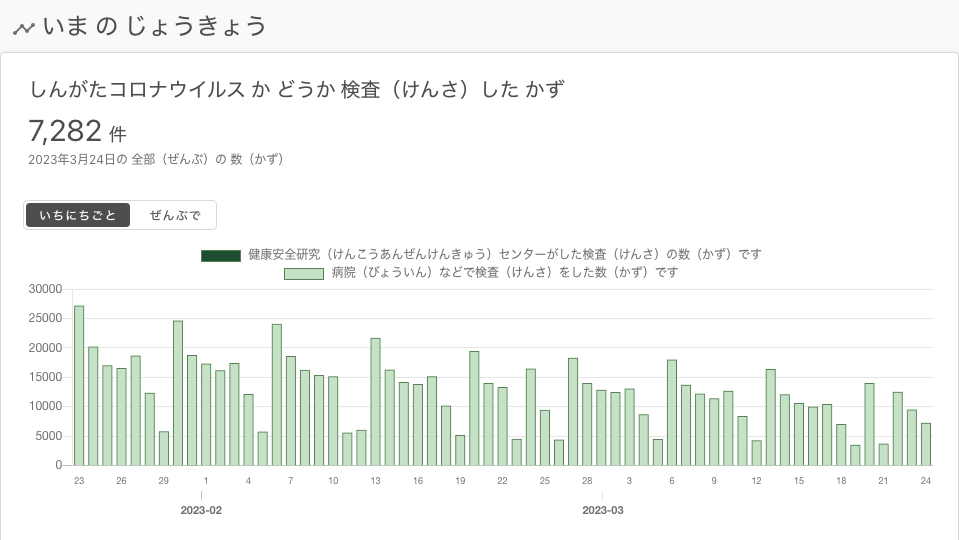 いま の じょうきょう
しんがたコロナウイルス か どうか 検査（けんさ）した かず
7,282 件
2023年3月24日の 全部（ぜんぶ）の 数（かず）
いちにちごと ぜんぶで
健康安全研究（けんこうあんぜんけんきゅう）センターがした検査（けんさ）の数（かず）です
病院（びょういん）などで検査（けんさ）をした数（かず）です
30000
25000
20000
15000
10000
5000
0
23 26 29 1 4 7 10 13 16 19 22 25 28 3 6 9 12 15 18 21 24
2023-02 2023-03